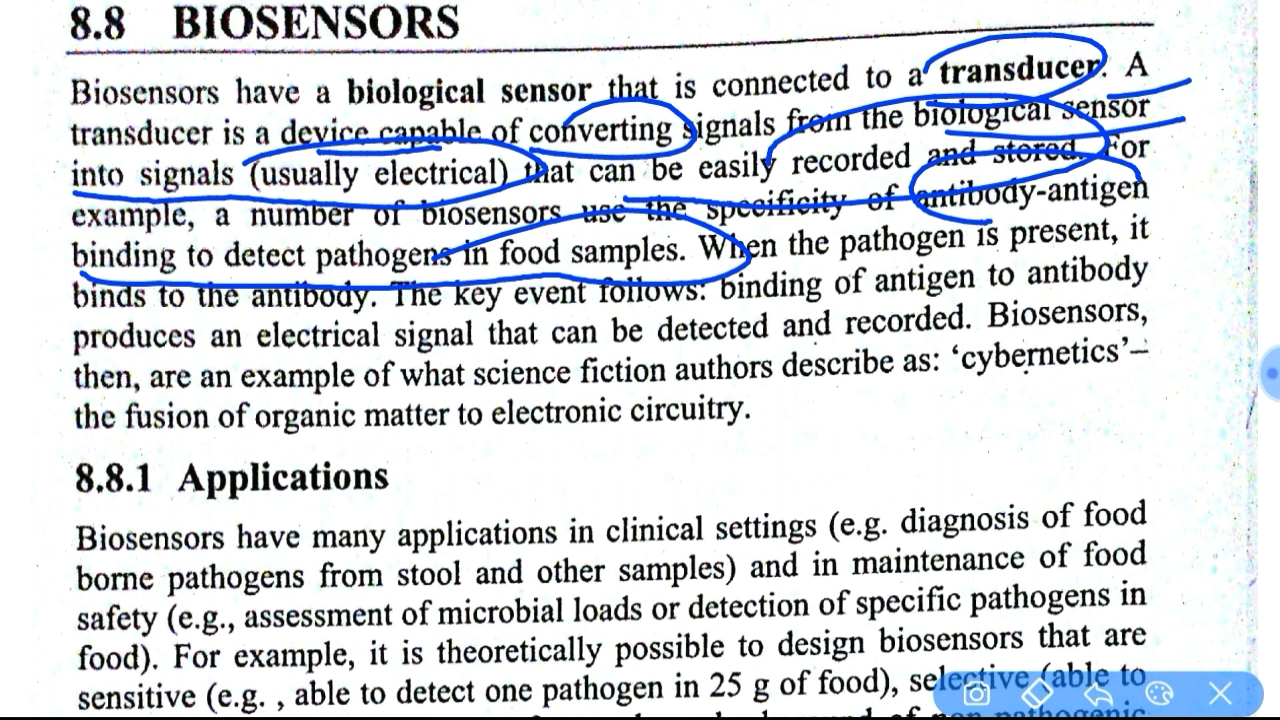 8.8 BIOSENSORS
Biosensors have a biological sensor that is connected to a transducer. A
transducer is a device capable of converting signals from the biological sensor
into signals (usually electrical) that can be easily recorded and stored. For
example, a number of biosensors use the specificity of antibody-antigen
binding to detect pathogens in food samples. When the pathogen is present, it
binds to the antibody. The key event follows: binding of antigen to antibody
produces an electrical signal that can be detected and recorded. Biosensors,
then, are an example of what science fiction authors describe as: ‘cybernetics’–
the fusion of organic matter to electronic circuitry.
8.8.1 Applications
Biosensors have many applications in clinical settings (e.g. diagnosis of food
borne pathogens from stool and other samples) and in maintenance of food
safety (e.g., assessment of microbial loads or detection of specific pathogens in
food). For example, it is theoretically possible to design biosensors that are
sensitive (e.g. , able to detect one pathogen in 25 g of food), selective (able to